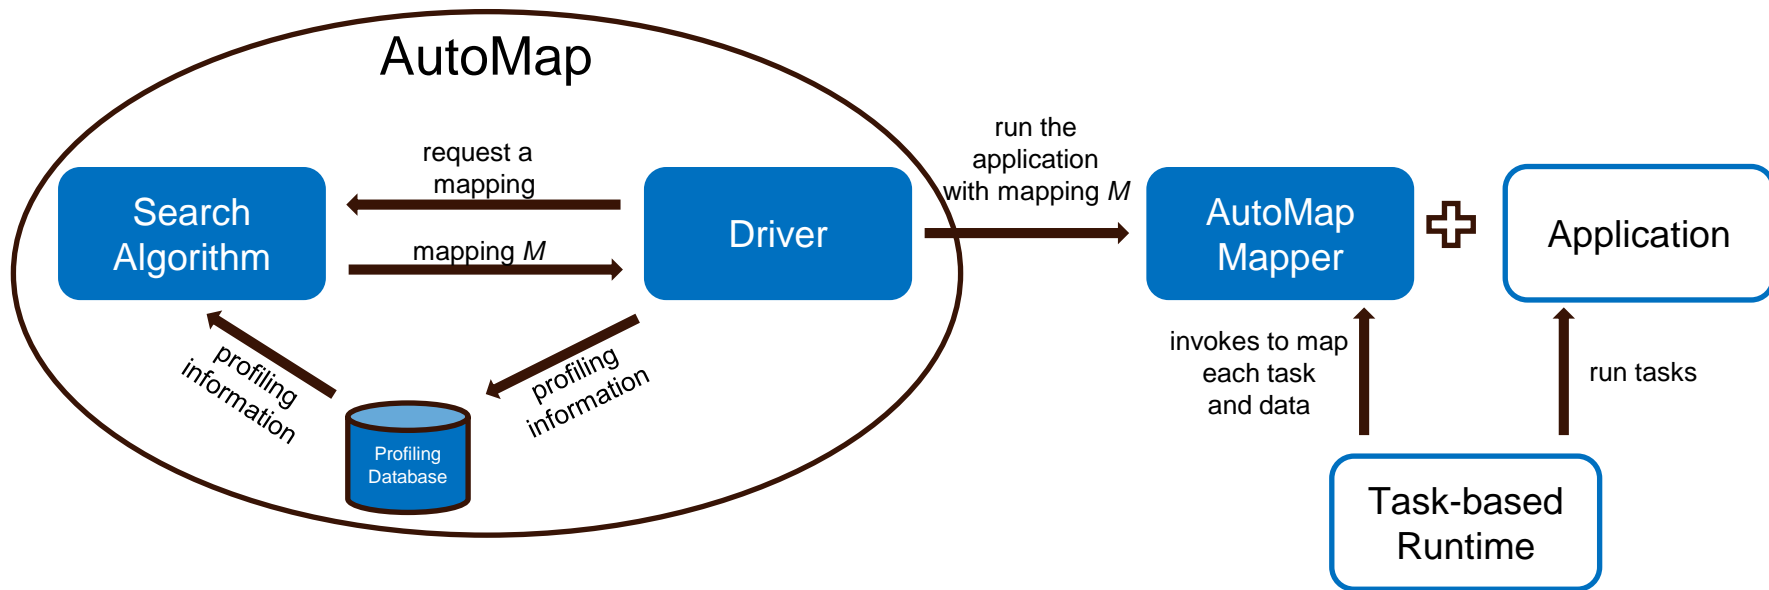 AutoMap
request a
mapping
Search
Algorithm
mapping M
Driver
profiling
information
profiling
information
Profiling
Database
run the
application
with mapping M
AutoMap
Mapper
Application
invokes to map
each task
and data
run tasks
Task-based
Runtime